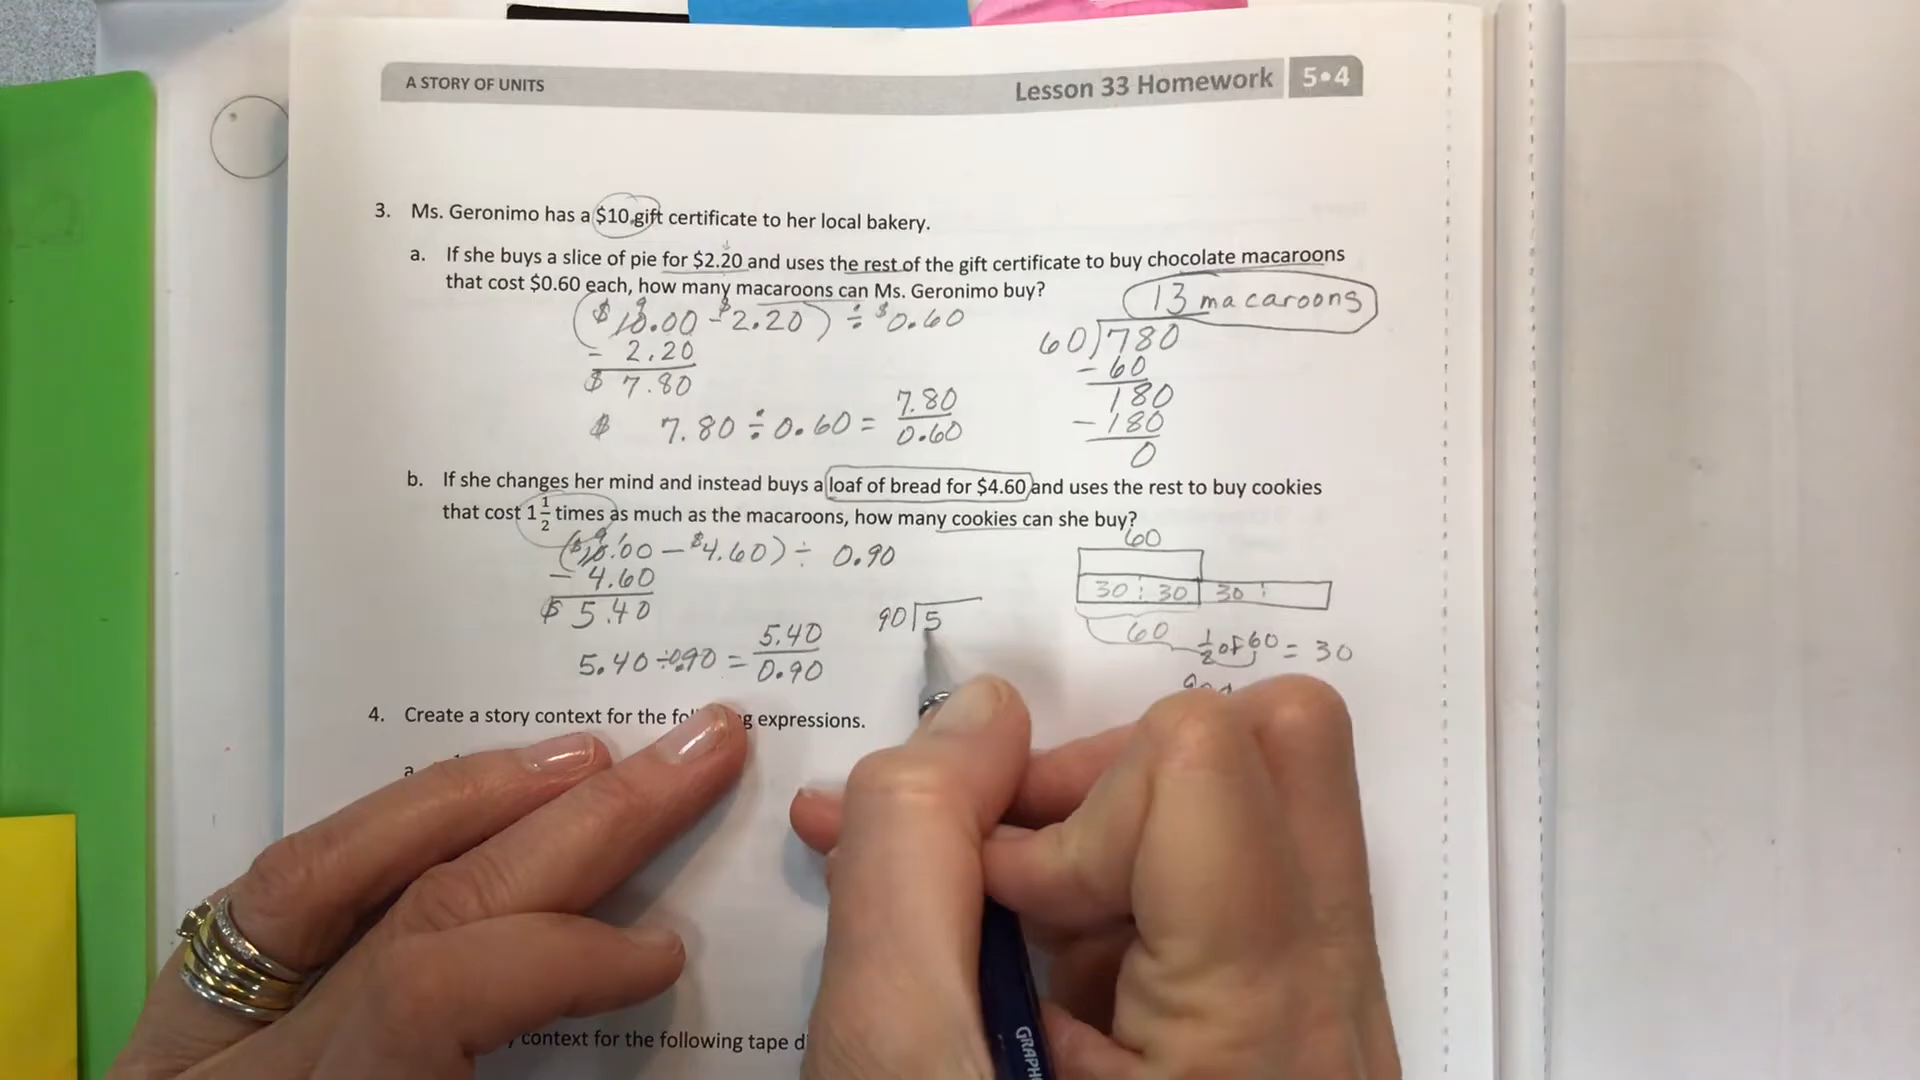 A STORY OF UNITS
Lesson 33 Homework 5•4
3. Ms. Geronimo has a $10 gift certificate to her local bakery.
a. If she buys a slice of pie for $2.20 and uses the rest of the gift certificate to buy chocolate macaroons
that cost $0.60 each, how many macaroons can Ms. Geronimo buy?
13 macaroons
($10.00 - $2.20) ÷ $0.60
- 2.20
$ 7.80
$ 7.80 ÷ 0.60 = 7.80/0.60
60)780
- 60
180
- 180
0
b. If she changes her mind and instead buys a loaf of bread for $4.60 and uses the rest to buy cookies
that cost 1 1/2 times as much as the macaroons, how many cookies can she buy?
($10.00 - $4.60) ÷ 0.90
- 4.60
$ 5.40
5.40 ÷ 0.90 = 5.40/0.90
90)5
60
30 30 30
60
1/2 of 60 = 30
4. Create a story context for the fo g expressions.
a
context for the following tape d
GRAPH